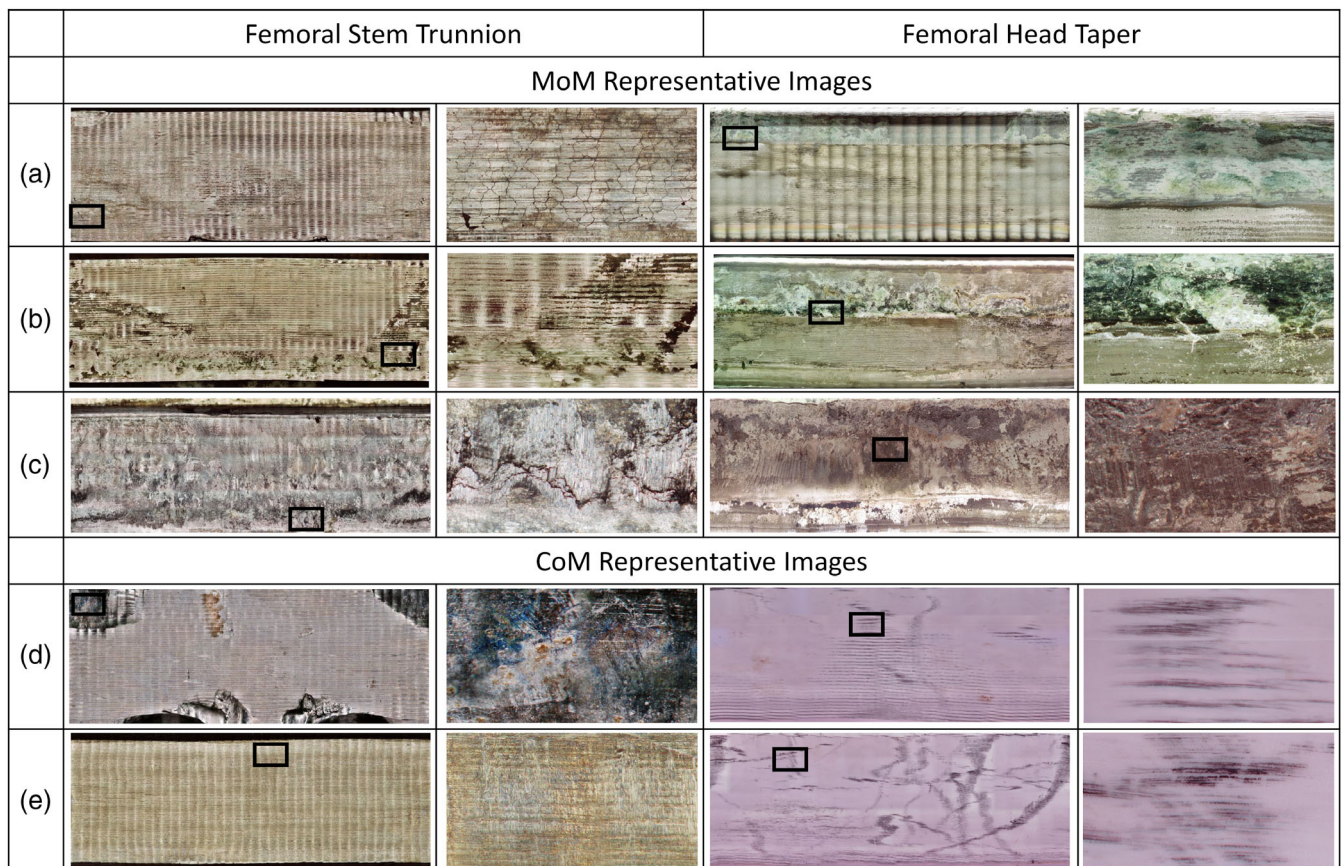 Femoral Stem Trunnion
Femoral Head Taper
MoM Representative Images
(a)
(b)
(c)
CoM Representative Images
(d)
(e)